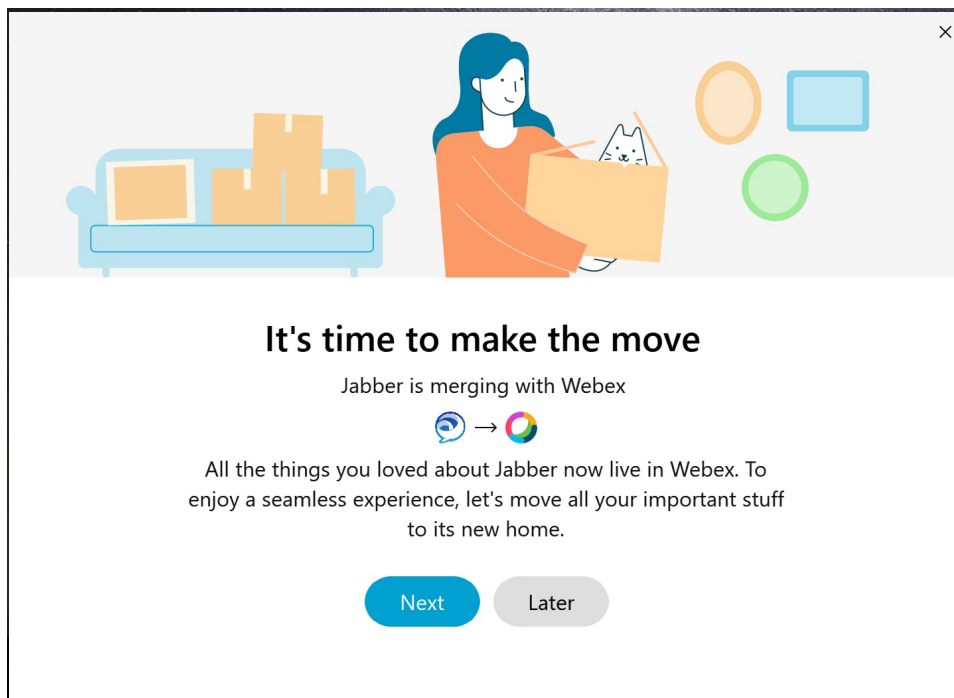 It's time to make the move
Jabber is merging with Webex
All the things you loved about Jabber now live in Webex. To
enjoy a seamless experience, let's move all your important stuff
to its new home.
Next
Later